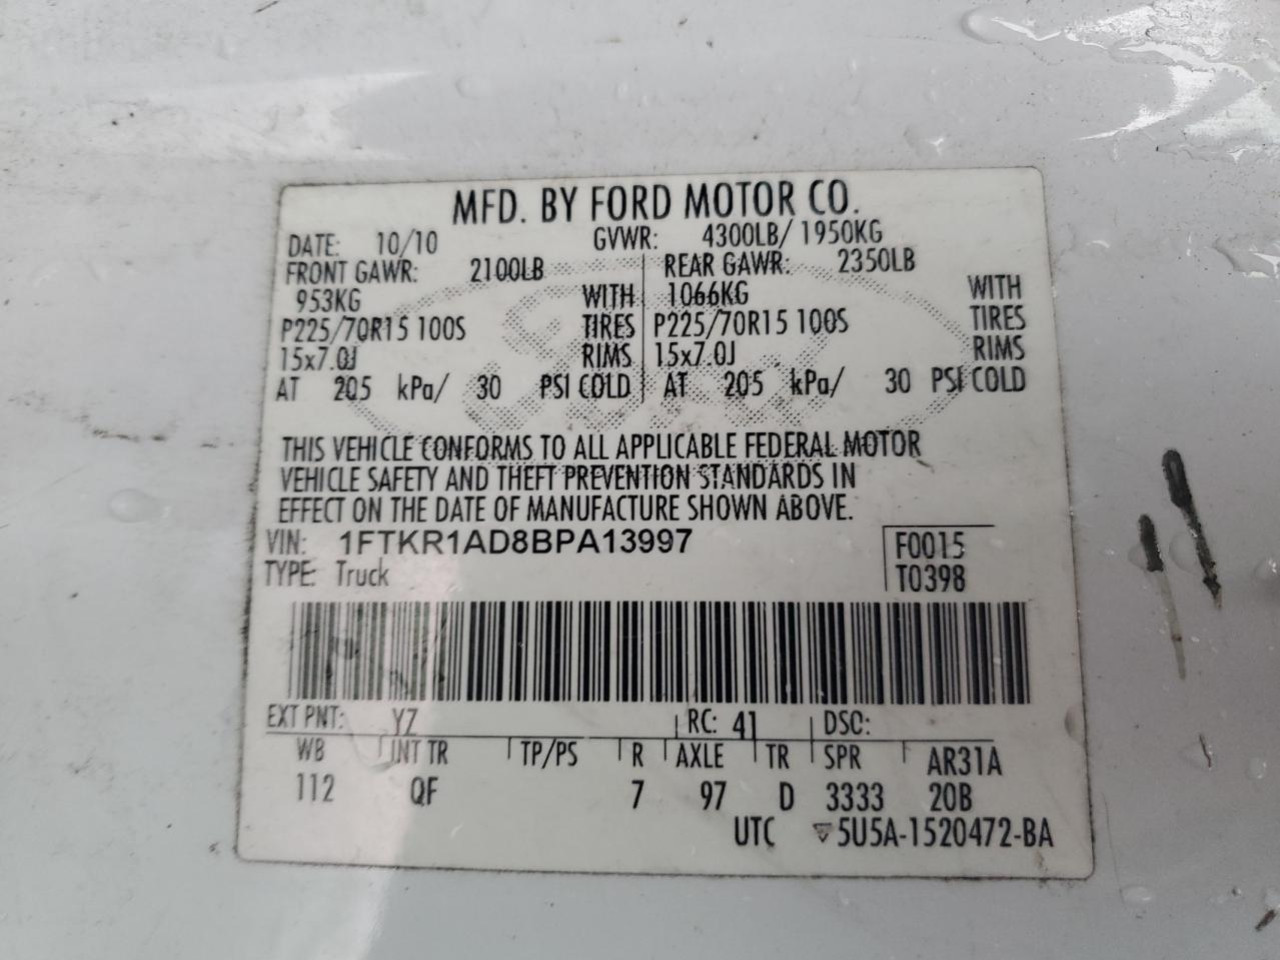 MFD. BY FORD MOTOR CO.
DATE: 10/10 GVWR: 4300LB/ 1950KG
FRONT GAWR: 2100LB REAR GAWR: 2350LB
953KG WITH 1066KG WITH
P225/70R15 100S TIRES P225/70R15 100S TIRES
15x7.0J RIMS 15x7.0J RIMS
AT 205 kPa/ 30 PSI COLD AT 205 kPa/ 30 PSI COLD
THIS VEHICLE CONFORMS TO ALL APPLICABLE FEDERAL MOTOR
VEHICLE SAFETY AND THEFT PREVENTION STANDARDS IN
EFFECT ON THE DATE OF MANUFACTURE SHOWN ABOVE.
VIN: 1FTKR1AD8BPA13997 F0015
TYPE: Truck T0398
EXT PNT: YZ RC: 41 DSO:
WB INT TR TP/PS R AXLE TR SPR AR31A
112 QF 7 97 D 3333 20B
UTC 5U5A-1520472-BA